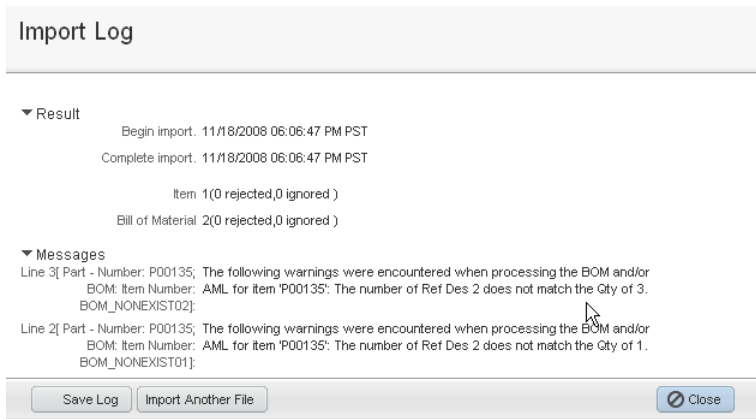 Import Log
Result
Begin import. 11/18/2008 06:06:47 PM PST
Complete import. 11/18/2008 06:06:47 PM PST
Item 1(0 rejected,0 ignored )
Bill of Material 2(0 rejected,0 ignored )
Messages
Line 3[ Part - Number: P00135; The following warnings were encountered when processing the BOM and/or
BOM: Item Number: AML for item 'P00135': The number of Ref Des 2 does not match the Qty of 3.
BOM_NONEXIST02]:
Line 2[ Part - Number: P00135; The following warnings were encountered when processing the BOM and/or
BOM: Item Number: AML for item 'P00135': The number of Ref Des 2 does not match the Qty of 1.
BOM_NONEXIST01]:
Save Log Import Another File Close